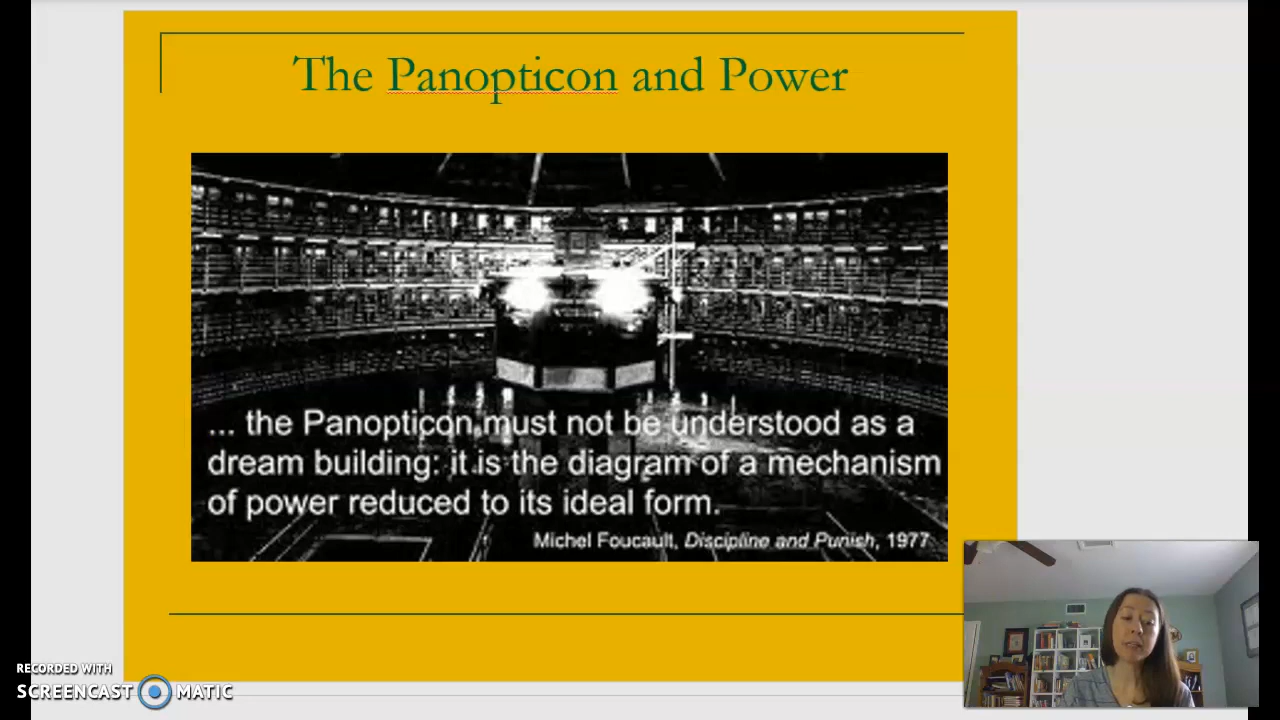 The Panopticon and Power
... the Panopticon must not be understood as a
dream building: it is the diagram of a mechanism
of power reduced to its ideal form.
Michel Foucault, Discipline and Punish, 1977
RECORDED WITH
SCREENCAST MATIC